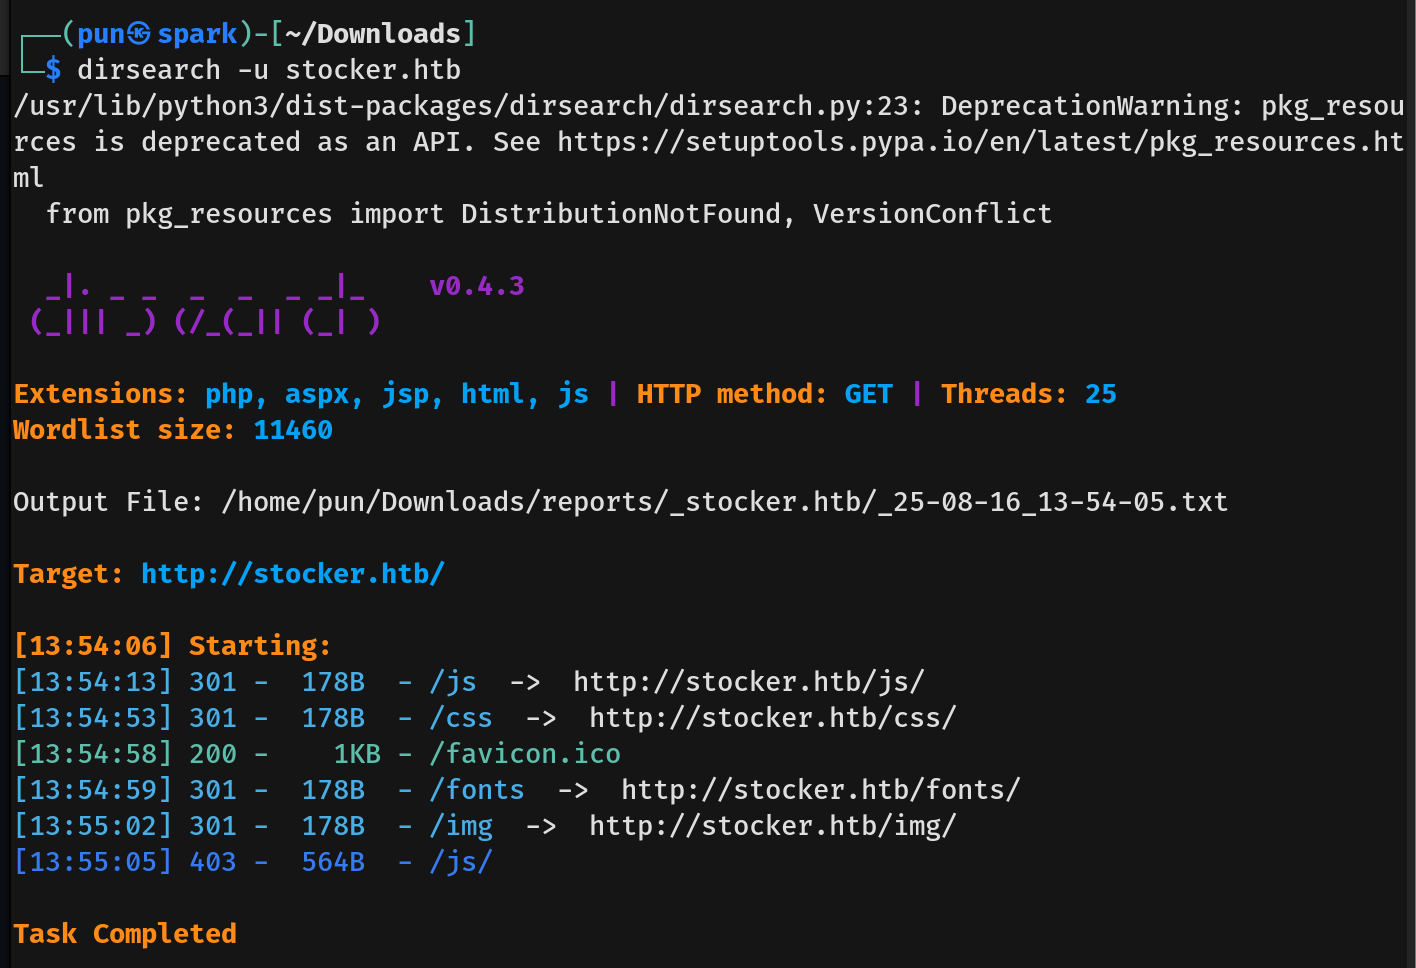 ┌──(pun㉿spark)-[~/Downloads]
└─$ dirsearch -u stocker.htb
/usr/lib/python3/dist-packages/dirsearch/dirsearch.py:23: DeprecationWarning: pkg_resou
rces is deprecated as an API. See https://setuptools.pypa.io/en/latest/pkg_resources.ht
ml
  from pkg_resources import DistributionNotFound, VersionConflict

  _|. _ _  _  _  _ _|_    v0.4.3
 (_||| _) (/_(_|| (_| )

Extensions: php, aspx, jsp, html, js | HTTP method: GET | Threads: 25
Wordlist size: 11460

Output File: /home/pun/Downloads/reports/_stocker.htb/_25-08-16_13-54-05.txt

Target: http://stocker.htb/

[13:54:06] Starting:
[13:54:13] 301 -  178B  - /js  ->  http://stocker.htb/js/
[13:54:53] 301 -  178B  - /css  ->  http://stocker.htb/css/
[13:54:58] 200 -    1KB - /favicon.ico
[13:54:59] 301 -  178B  - /fonts  ->  http://stocker.htb/fonts/
[13:55:02] 301 -  178B  - /img  ->  http://stocker.htb/img/
[13:55:05] 403 -  564B  - /js/

Task Completed